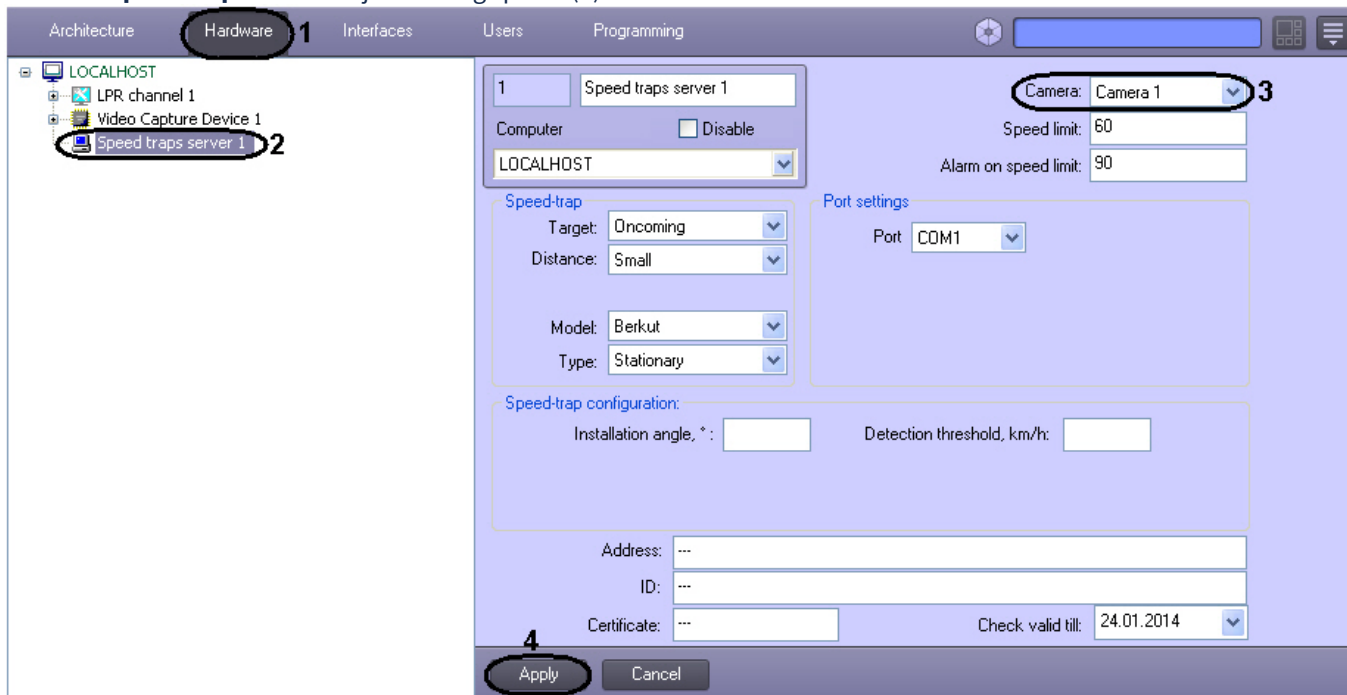 Architecture Hardware 1 Interfaces Users Programming
LOCALHOST
LPR channel 1
Video Capture Device 1
Speed traps server 1 2
1 Speed traps server 1
Computer Disable
LOCALHOST
Camera: Camera 1 3
Speed limit: 60
Alarm on speed limit: 90
Speed-trap
Target: Oncoming
Distance: Small
Model: Berkut
Type: Stationary
Port settings
Port COM1
Speed-trap configuration:
Installation angle, ° : Detection threshold, km/h:
Address: ---
ID: ---
Certificate: --- Check valid till: 24.01.2014
4
Apply Cancel